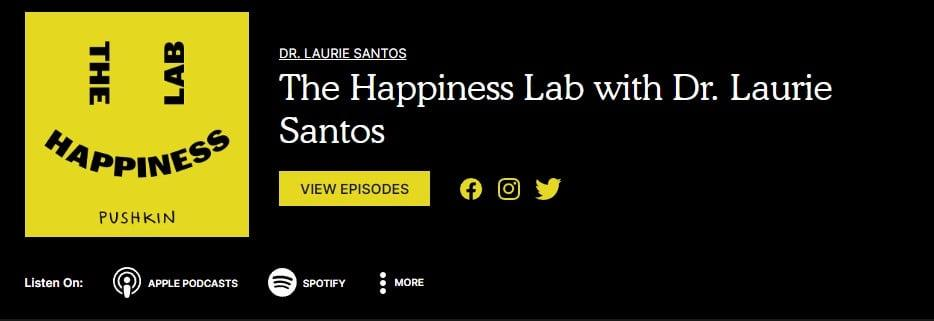 THE
LAB
HAPPINESS
PUSHKIN
DR. LAURIE SANTOS
The Happiness Lab with Dr. Laurie
Santos
VIEW EPISODES
Listen On:
APPLE PODCASTS
SPOTIFY
MORE